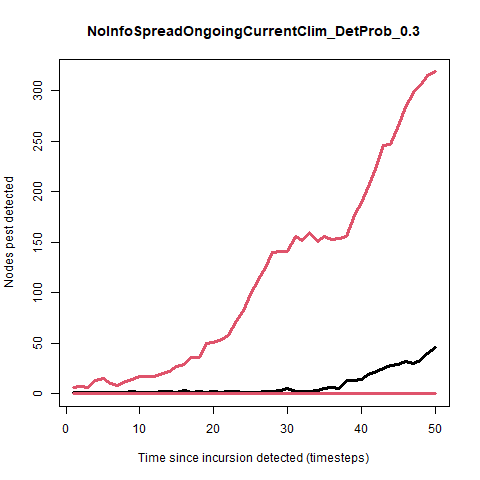 NoInfoSpreadOngoingCurrentClim_DetProb_0.3
Nodes pest detected
300
250
200
150
100
50
0
0 10 20 30 40 50
Time since incursion detected (timesteps)